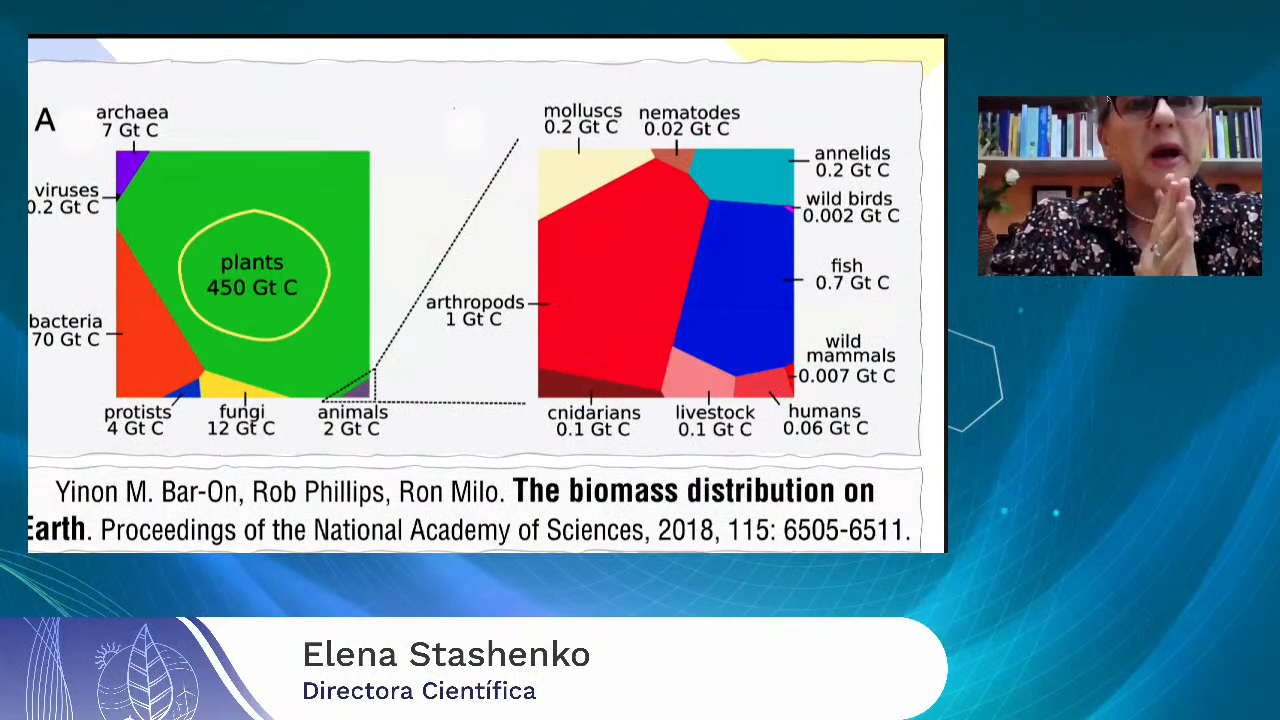 A
archaea
7 Gt C
viruses
0.2 Gt C
plants
450 Gt C
bacteria
70 Gt C
protists
4 Gt C
fungi
12 Gt C
animals
2 Gt C
molluscs
0.2 Gt C
nematodes
0.02 Gt C
annelids
0.2 Gt C
wild birds
0.002 Gt C
fish
0.7 Gt C
arthropods
1 Gt C
wild
mammals
0.007 Gt C
cnidarians
0.1 Gt C
livestock
0.1 Gt C
humans
0.06 Gt C
Yinon M. Bar-On, Rob Phillips, Ron Milo. The biomass distribution on
Earth. Proceedings of the National Academy of Sciences, 2018, 115: 6505-6511.
Elena Stashenko
Directora Científica